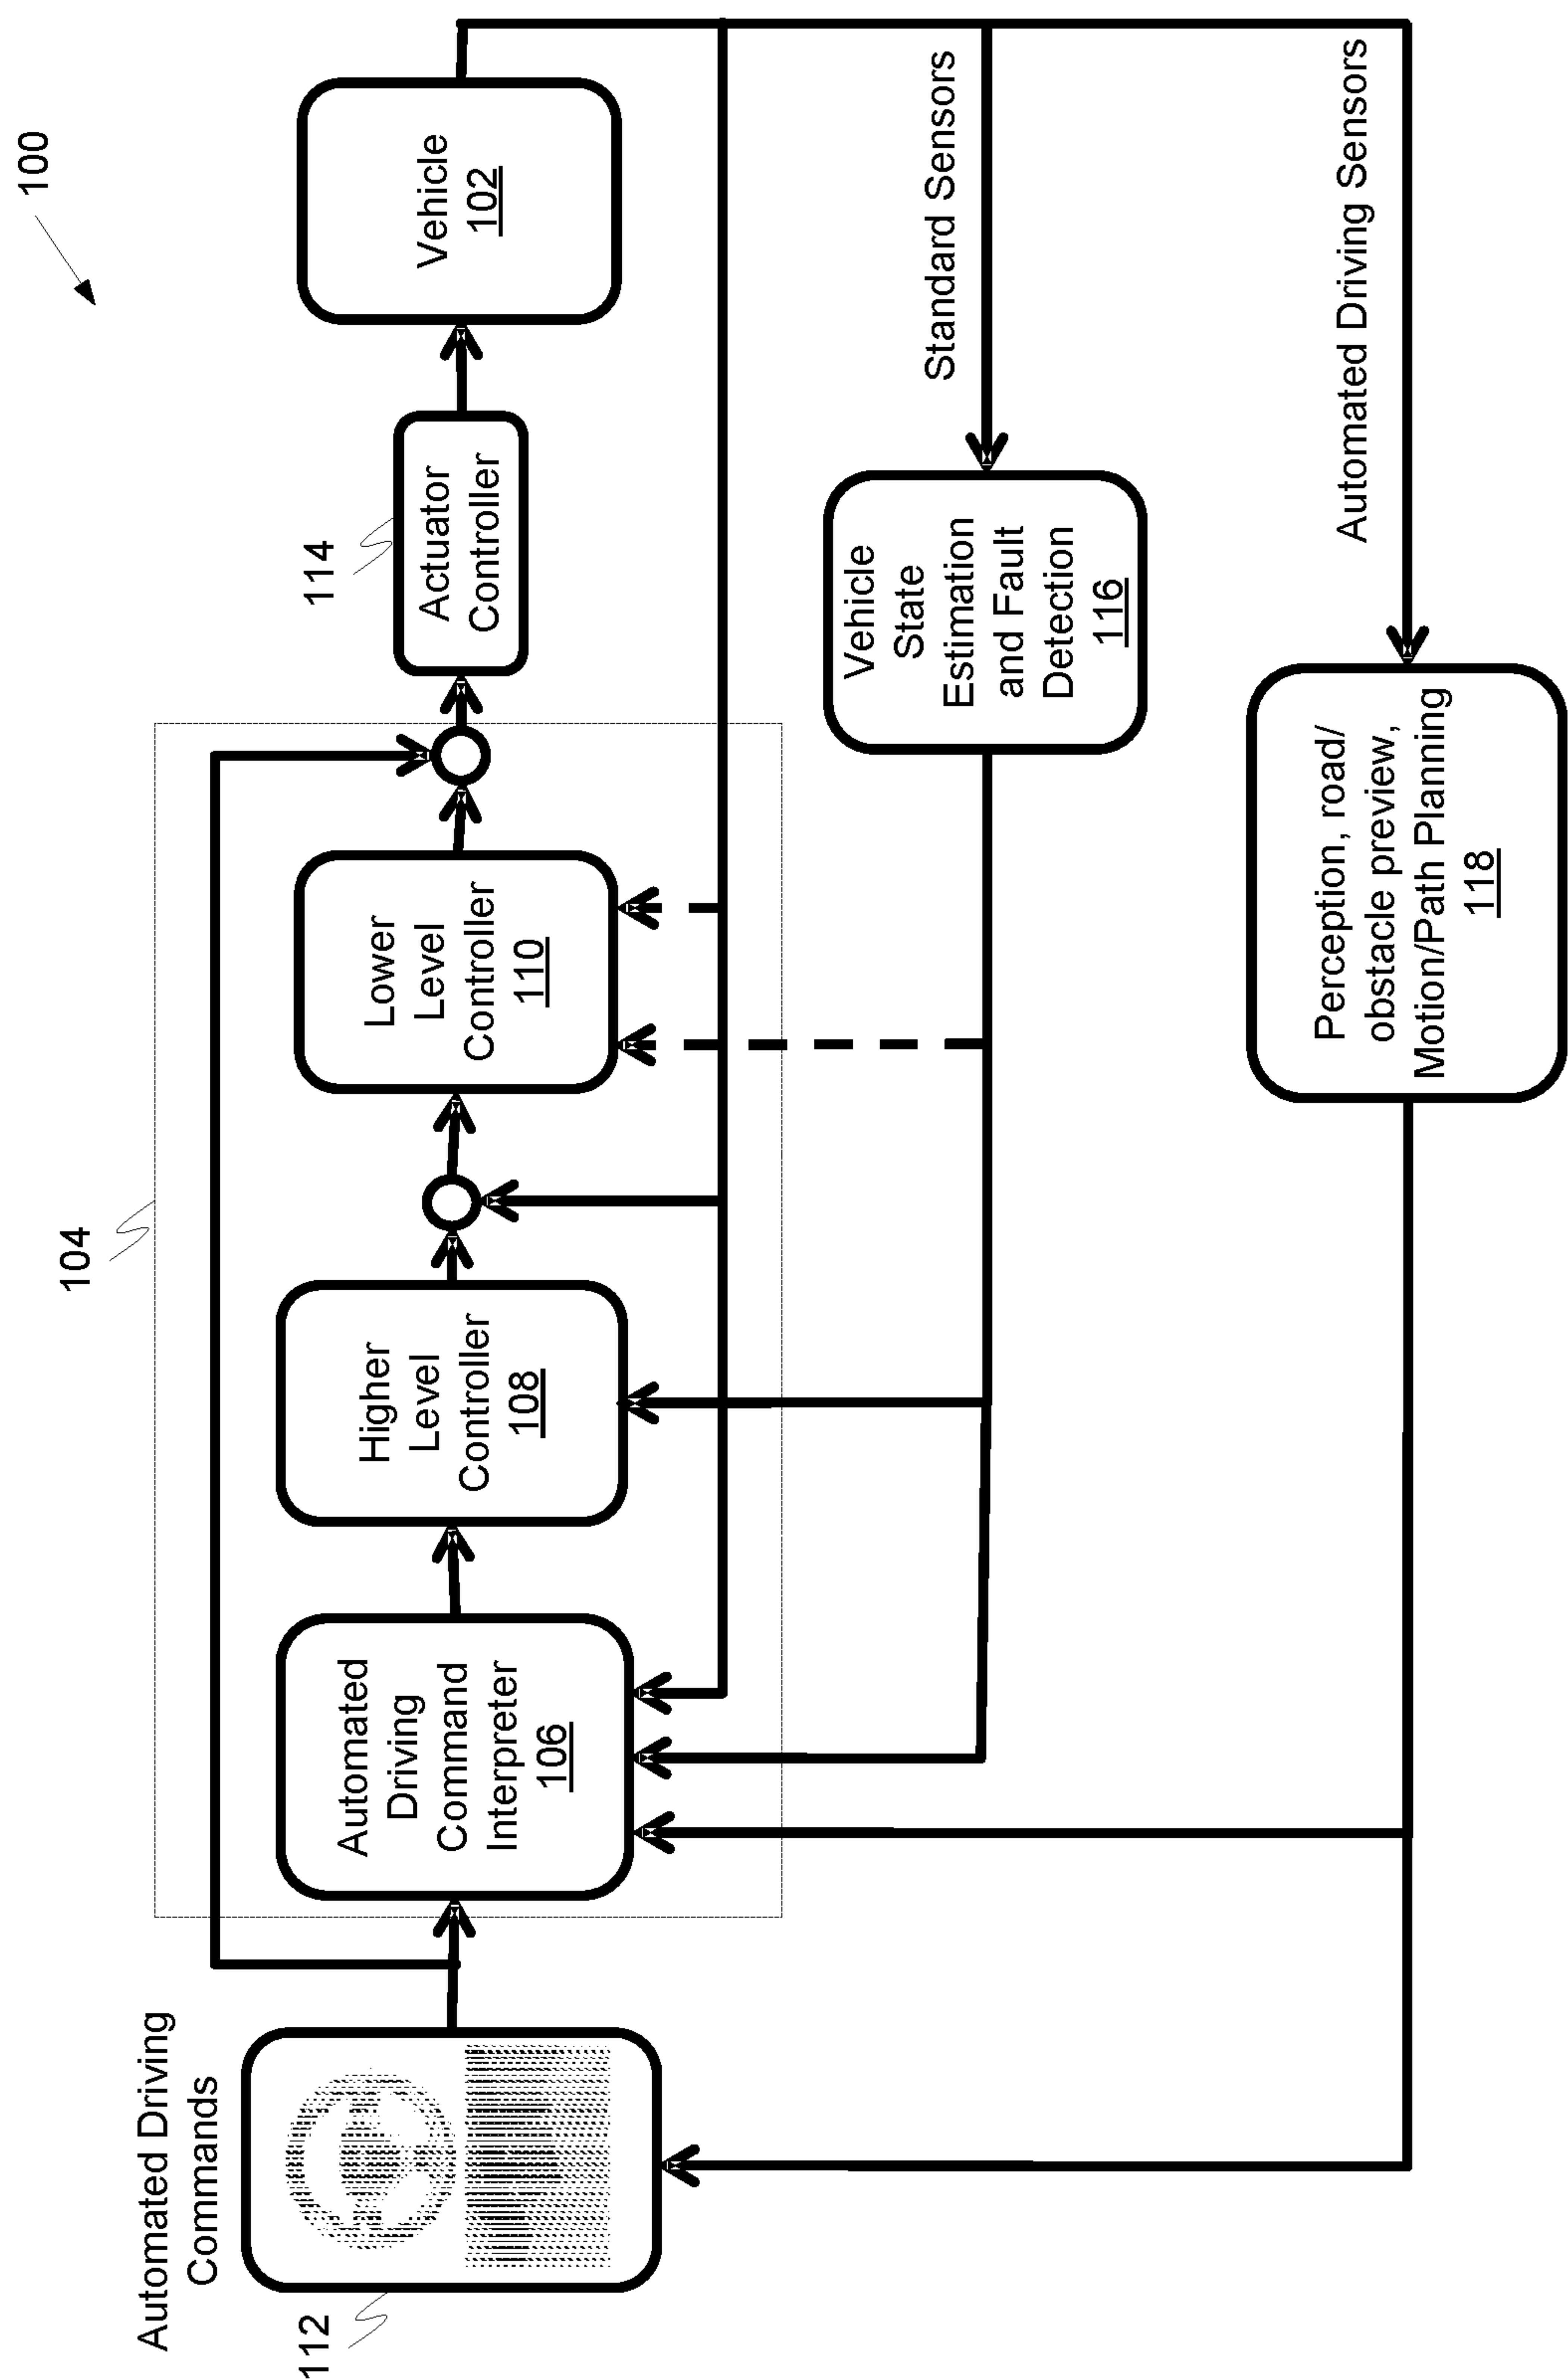 100
104
Automated Driving
Commands
112
Automated
Driving
Command
Interpreter
106
Higher
Level
Controller
108
Lower
Level
Controller
110
114
Actuator
Controller
Vehicle
102
Standard Sensors
Vehicle
State
Estimation
and Fault
Detection
116
Automated Driving Sensors
Perception, road/
obstacle preview,
Motion/Path Planning
118